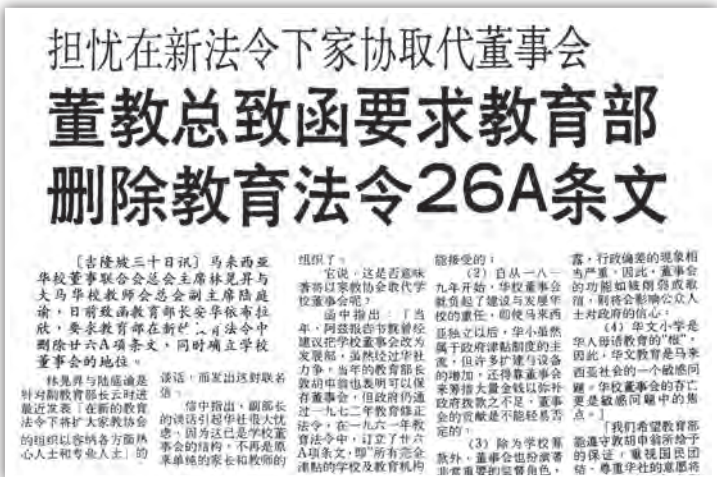 担忧在新法令下家协取代董事会
董教总致函要求教育部
删除教育法令26A条文
［吉隆坡三十日讯］马来西亚
华校董事联合会总会主席林晃昇与
大马华校教师会总会副主席陆庭
谕，日前致函教育部长安华依布拉
欣，要求教育部在新 法令中
删除廿六A项条文，同时确立学校
董事会的地位。
林晃昇与陆庭谕是
针对副教育部长云时进
最近发表「在新的教育
法令下将扩大家教协会
的组织以容纳各方面热
心人士和专业人士」的
谈话，而发出这封联名
信。
信中指出，副部长
的谈话引起华社很大忧
虑，因为这已是学校董
事会的结构，不再是原
来单纯的家长和教师的
组织了。
它说，这是否意味
著将以家教协会取代学
校董事会呢？
函中指出：「当
年，阿兹报告书既曾经
建议把学校董事会改为
发展部，虽然经过华社
力争，当年的教育部长
敦胡申翁也表明可以保
存董事会，但政府仍通
过一九七二年教育修正
法令，在一九六一年教
育法令中，订立了廿六
A项条文，即“所有完全
津贴的学校及教育机构
能接受的：
（2）自从一八一
九年开始，华校董事会
就负起了建设与发展华
校的重任，即使马来西
亚独立以后，华小虽然
属于政府津贴制度的主
流，但许多扩建与设备
的增加，还得靠董事会
来筹措大量金钱以弥补
政府拨款之不足，董事
会的贡献是不能轻易否
定的。
（3）除为学校筹
款外，董事会也扮演著
非常重要的监督角色，
露，行政偏差的现象相
当严重，因此，董事会
的功能如被削弱或取
消，则将会影响公众人
士对政府的信心；
（4）华文小学是
华人母语教育的“根”，
因此，华文教育是马来
西亚社会的一个敏感问
题。华校董事会的存亡
更是敏感问题中的焦
点。」
「我们希望教育部
能遵守敦胡申翁所给予
的保证，重视国民团
结，尊重华社的意愿将